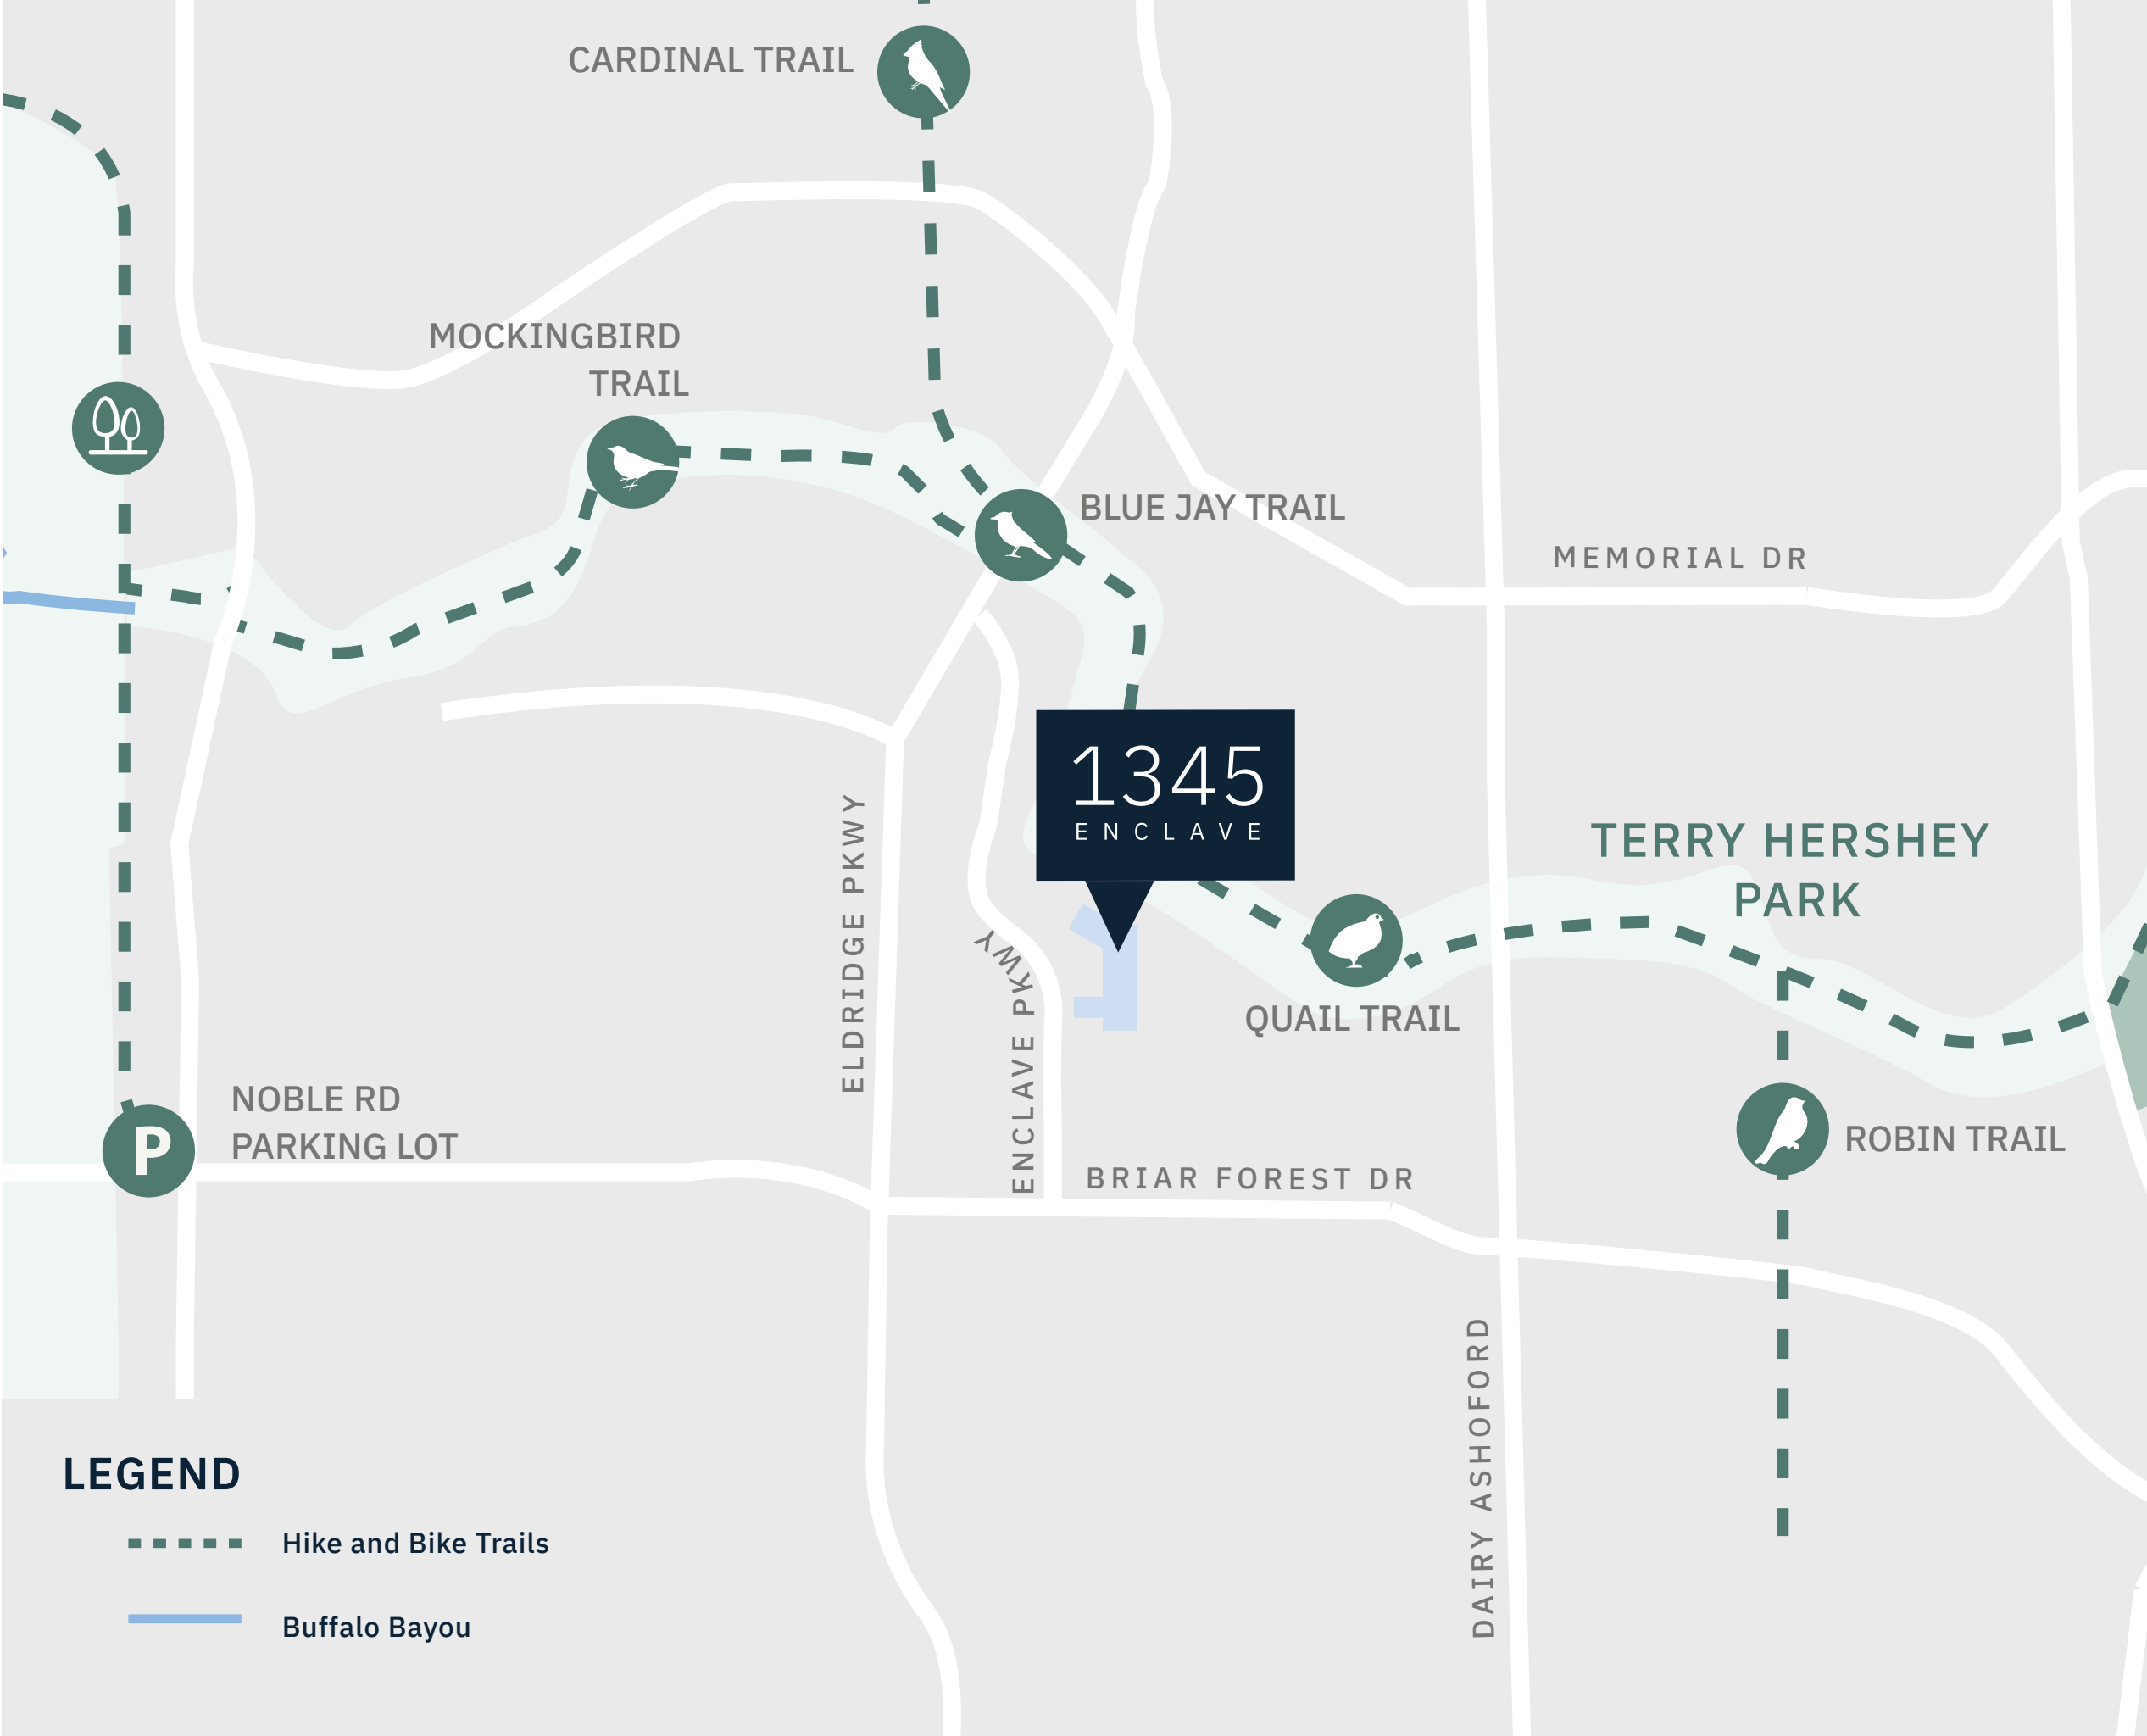 CARDINAL TRAIL
MOCKINGBIRD
TRAIL
BLUE JAY TRAIL
MEMORIAL DR
1345
ENCLAVE
TERRY HERSHEY
PARK
ELDRIDGE PKWY
ENCLAVE PKWY
QUAIL TRAIL
NOBLE RD
PARKING LOT
P
ROBIN TRAIL
BRIAR FOREST DR
DAIRY ASHOFORD
LEGEND
Hike and Bike Trails
Buffalo Bayou